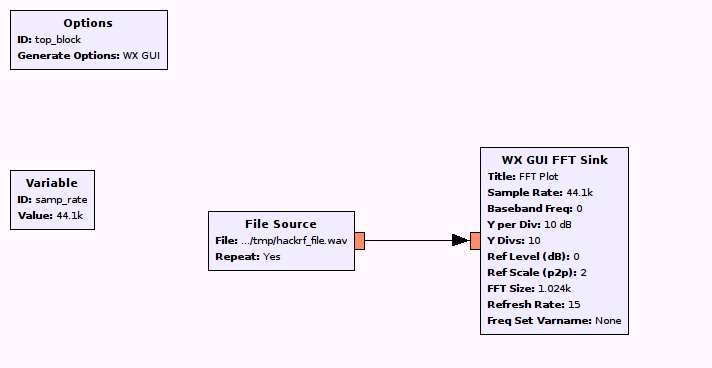 Options
ID: top_block
Generate Options: WX GUI
Variable
ID: samp_rate
Value: 44.1k
File Source
File: .../tmp/hackrf_file.wav
Repeat: Yes
WX GUI FFT Sink
Title: FFT Plot
Sample Rate: 44.1k
Baseband Freq: 0
Y per Div: 10 dB
Y Divs: 10
Ref Level (dB): 0
Ref Scale (p2p): 2
FFT Size: 1.024k
Refresh Rate: 15
Freq Set Varname: None